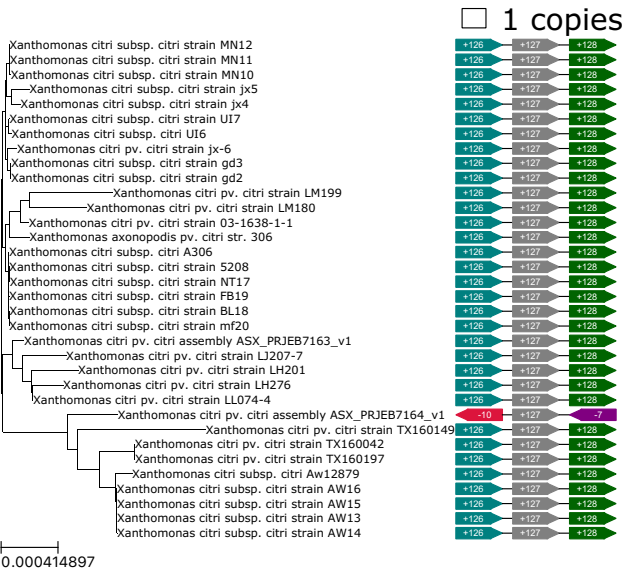 1 copies
Xanthomonas citri subsp. citri strain MN12 +126 +127 +128
Xanthomonas citri subsp. citri strain MN11 +126 +127 +128
Xanthomonas citri subsp. citri strain MN10 +126 +127 +128
Xanthomonas citri subsp. citri strain jx5 +126 +127 +128
Xanthomonas citri subsp. citri strain jx4 +126 +127 +128
Xanthomonas citri subsp. citri strain UI7 +126 +127 +128
Xanthomonas citri subsp. citri UI6 +126 +127 +128
Xanthomonas citri pv. citri strain jx-6 +126 +127 +128
Xanthomonas citri subsp. citri strain gd3 +126 +127 +128
Xanthomonas citri subsp. citri strain gd2 +126 +127 +128
Xanthomonas citri pv. citri strain LM199 +126 +127 +128
Xanthomonas citri pv. citri strain LM180 +126 +127 +128
Xanthomonas citri pv. citri strain 03-1638-1-1 +126 +127 +128
Xanthomonas axonopodis pv. citri str. 306 +126 +127 +128
Xanthomonas citri subsp. citri A306 +126 +127 +128
Xanthomonas citri subsp. citri strain 5208 +126 +127 +128
Xanthomonas citri subsp. citri strain NT17 +126 +127 +128
Xanthomonas citri subsp. citri strain FB19 +126 +127 +128
Xanthomonas citri subsp. citri strain BL18 +126 +127 +128
Xanthomonas citri subsp. citri strain mf20 +126 +127 +128
Xanthomonas citri pv. citri assembly ASX_PRJEB7163_v1 +126 +127 +128
Xanthomonas citri pv. citri strain LJ207-7 +126 +127 +128
Xanthomonas citri pv. citri strain LH201 +126 +127 +128
Xanthomonas citri pv. citri strain LH276 +126 +127 +128
Xanthomonas citri pv. citri strain LL074-4 +126 +127 +128
Xanthomonas citri pv. citri assembly ASX_PRJEB7164_v1 -10 +127 -7
Xanthomonas citri pv. citri strain TX160149 +126 +127 +128
Xanthomonas citri pv. citri strain TX160042 +126 +127 +128
Xanthomonas citri pv. citri strain TX160197 +126 +127 +128
Xanthomonas citri subsp. citri Aw12879 +126 +127 +128
Xanthomonas citri subsp. citri strain AW16 +126 +127 +128
Xanthomonas citri subsp. citri strain AW15 +126 +127 +128
Xanthomonas citri subsp. citri strain AW13 +126 +127 +128
Xanthomonas citri subsp. citri strain AW14 +126 +127 +128
0.000414897